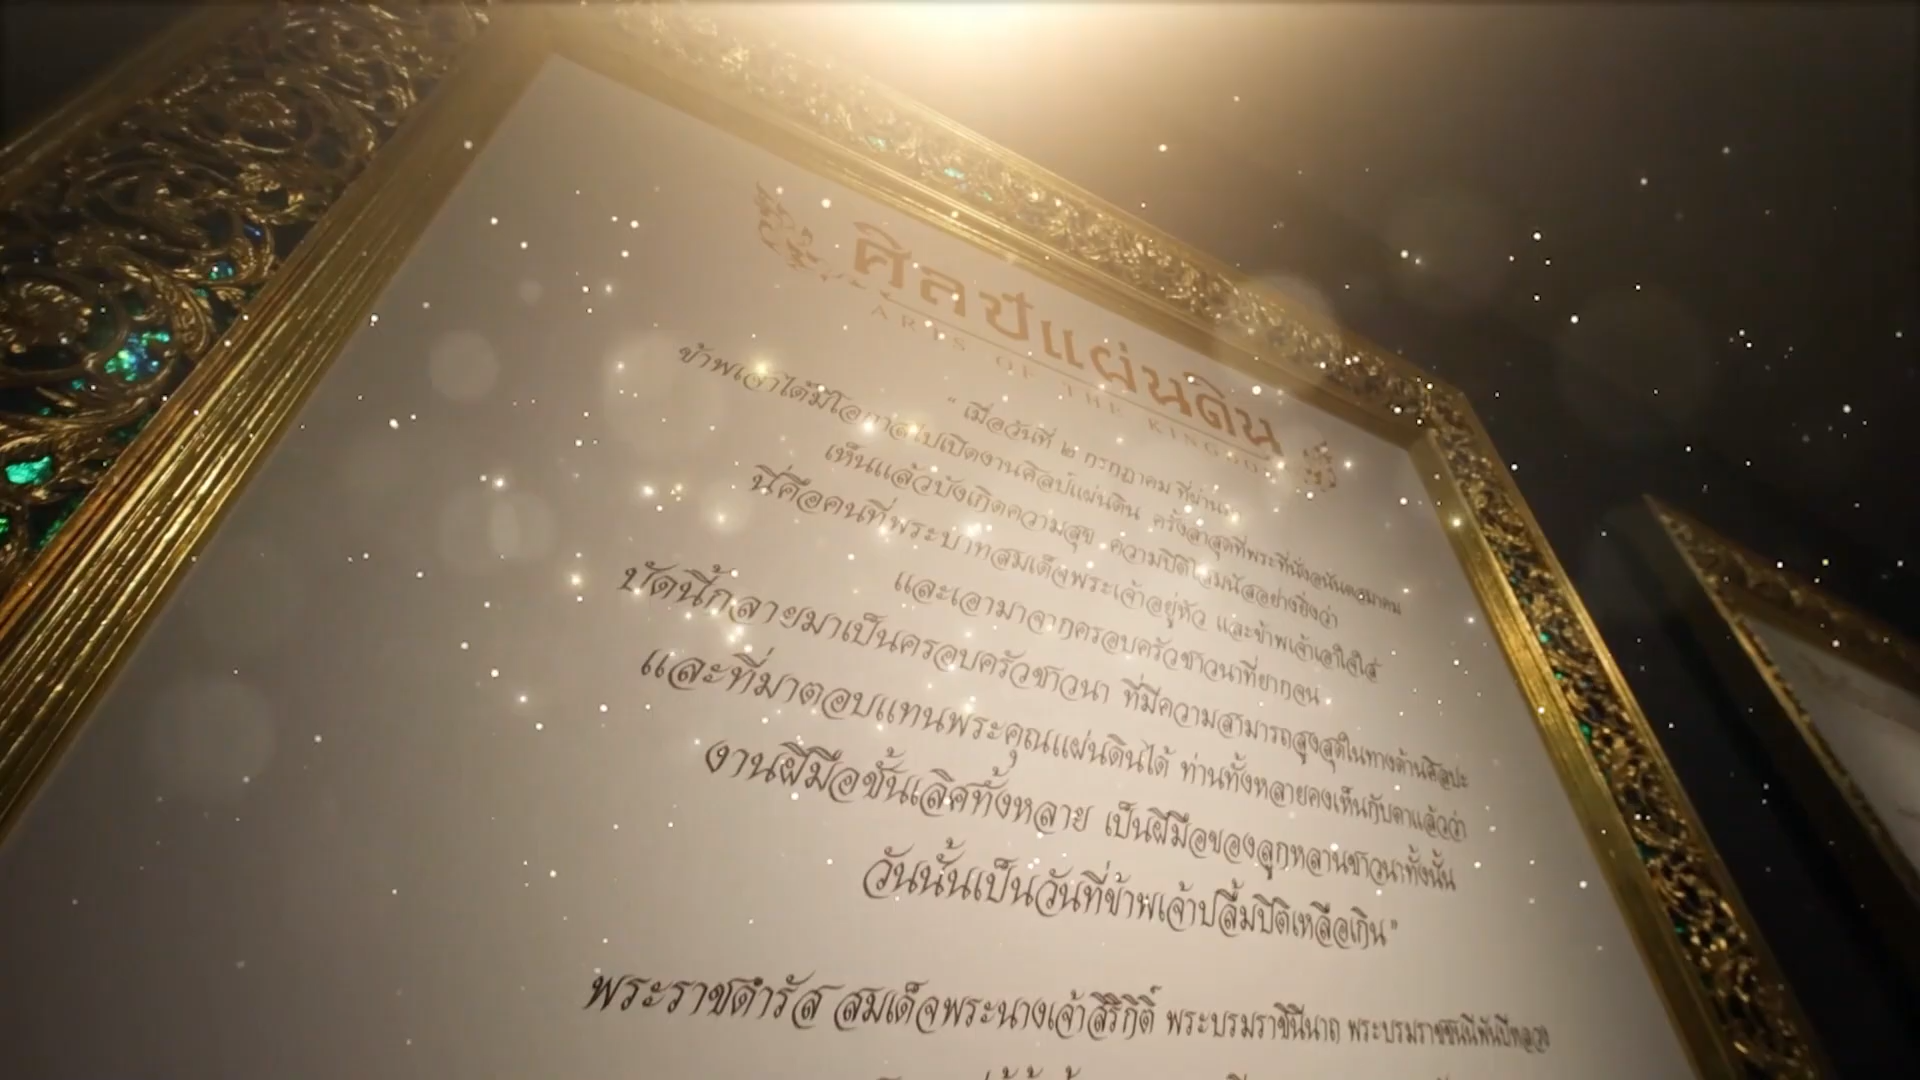 ศิลป์แผ่นดิน
ARTS OF THE KINGDOM
“ เมื่อวันที่ ๒ กรกฎาคม ที่ผ่านมา
ข้าพเจ้าได้มีโอกาสไปเปิดงานศิลป์แผ่นดิน ครั้งล่าสุดที่พระที่นั่งอนันตสมาคม
เห็นแล้วบังเกิดความสุข ความปิติโสมนัสอย่างยิ่งว่า
นี่คือคนที่พระบาทสมเด็จพระเจ้าอยู่หัว และข้าพเจ้าเอาใจใส่
และเอามาจากครอบครัวชาวนาที่ยากจน
บัดนี้กลายมาเป็นครอบครัวชาวนา ที่มีความสามารถสูงสุดในทางด้านศิลปะ
และที่มาตอบแทนพระคุณแผ่นดินได้ ท่านทั้งหลายคงเห็นกับตาแล้วว่า
งานฝีมือชั้นเลิศทั้งหลาย เป็นฝีมือของลูกหลานชาวนาทั้งนั้น
วันนั้นเป็นวันที่ข้าพเจ้าปลื้มปิติเหลือเกิน”
พระราชดำรัส สมเด็จพระนางเจ้าสิริกิติ์ พระบรมราชินีนาถ พระบรมราชชนนีพันปีหลวง